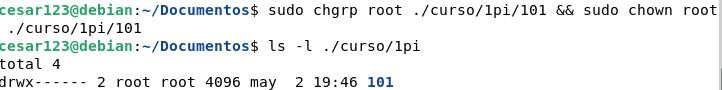 cesar123@debian:~/Documentos$ sudo chgrp root ./curso/1pi/101 && sudo chown root
./curso/1pi/101
cesar123@debian:~/Documentos$ ls -l ./curso/1pi
total 4
drwx------ 2 root root 4096 may  2 19:46 101